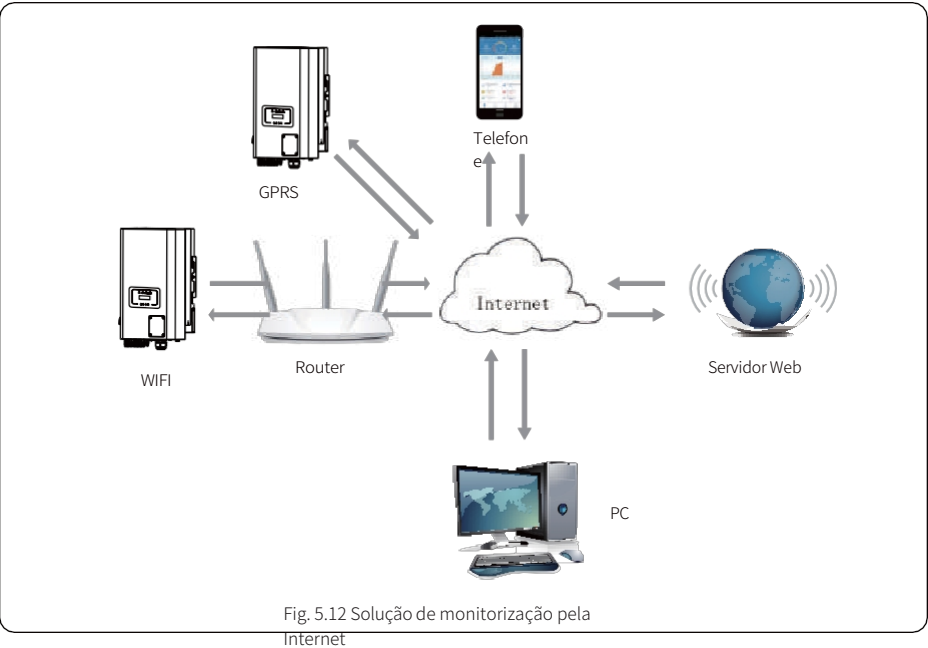 Telefon
e
GPRS
Internet
Router
WIFI
Servidor Web
PC
Fig. 5.12 Solução de monitorização pela
Internet